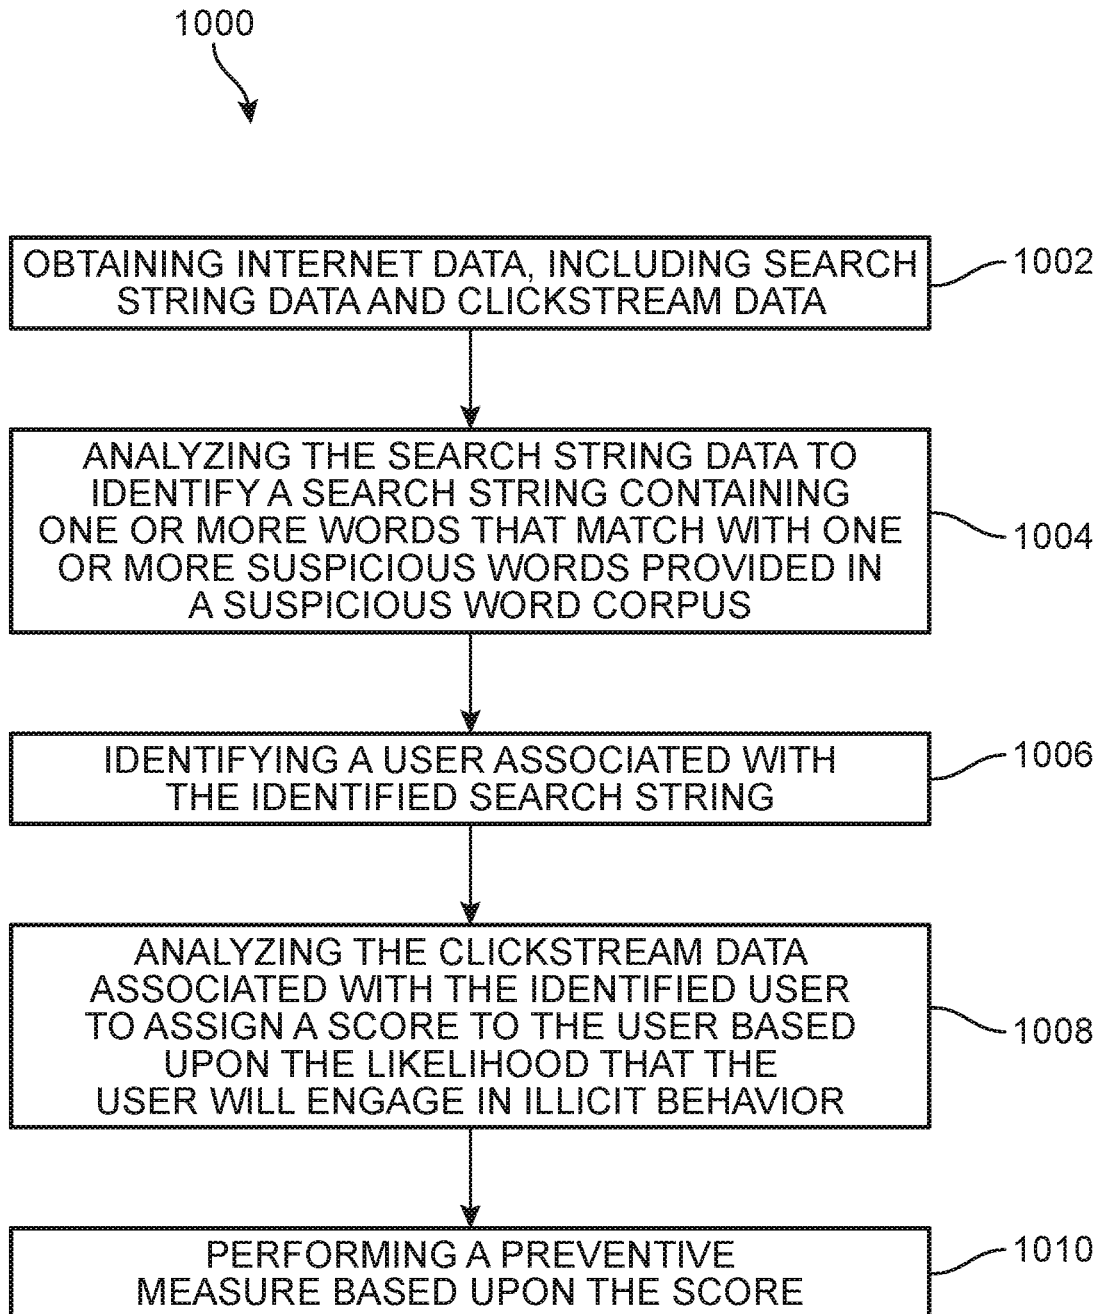 1000
OBTAINING INTERNET DATA, INCLUDING SEARCH
STRING DATA AND CLICKSTREAM DATA
1002
ANALYZING THE SEARCH STRING DATA TO
IDENTIFY A SEARCH STRING CONTAINING
ONE OR MORE WORDS THAT MATCH WITH ONE
OR MORE SUSPICIOUS WORDS PROVIDED IN
A SUSPICIOUS WORD CORPUS
1004
IDENTIFYING A USER ASSOCIATED WITH
THE IDENTIFIED SEARCH STRING
1006
ANALYZING THE CLICKSTREAM DATA
ASSOCIATED WITH THE IDENTIFIED USER
TO ASSIGN A SCORE TO THE USER BASED
UPON THE LIKELIHOOD THAT THE
USER WILL ENGAGE IN ILLICIT BEHAVIOR
1008
PERFORMING A PREVENTIVE
MEASURE BASED UPON THE SCORE
1010